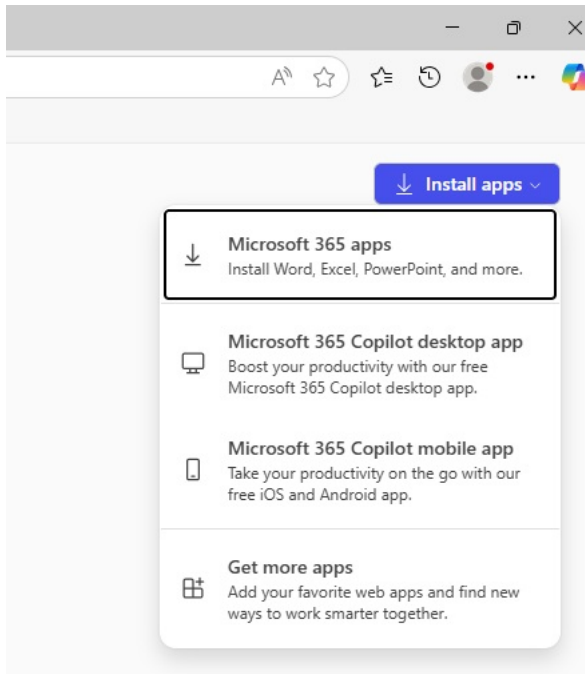 Install apps
Microsoft 365 apps
Install Word, Excel, PowerPoint, and more.
Microsoft 365 Copilot desktop app
Boost your productivity with our free
Microsoft 365 Copilot desktop app.
Microsoft 365 Copilot mobile app
Take your productivity on the go with our
free iOS and Android app.
Get more apps
Add your favorite web apps and find new
ways to work smarter together.